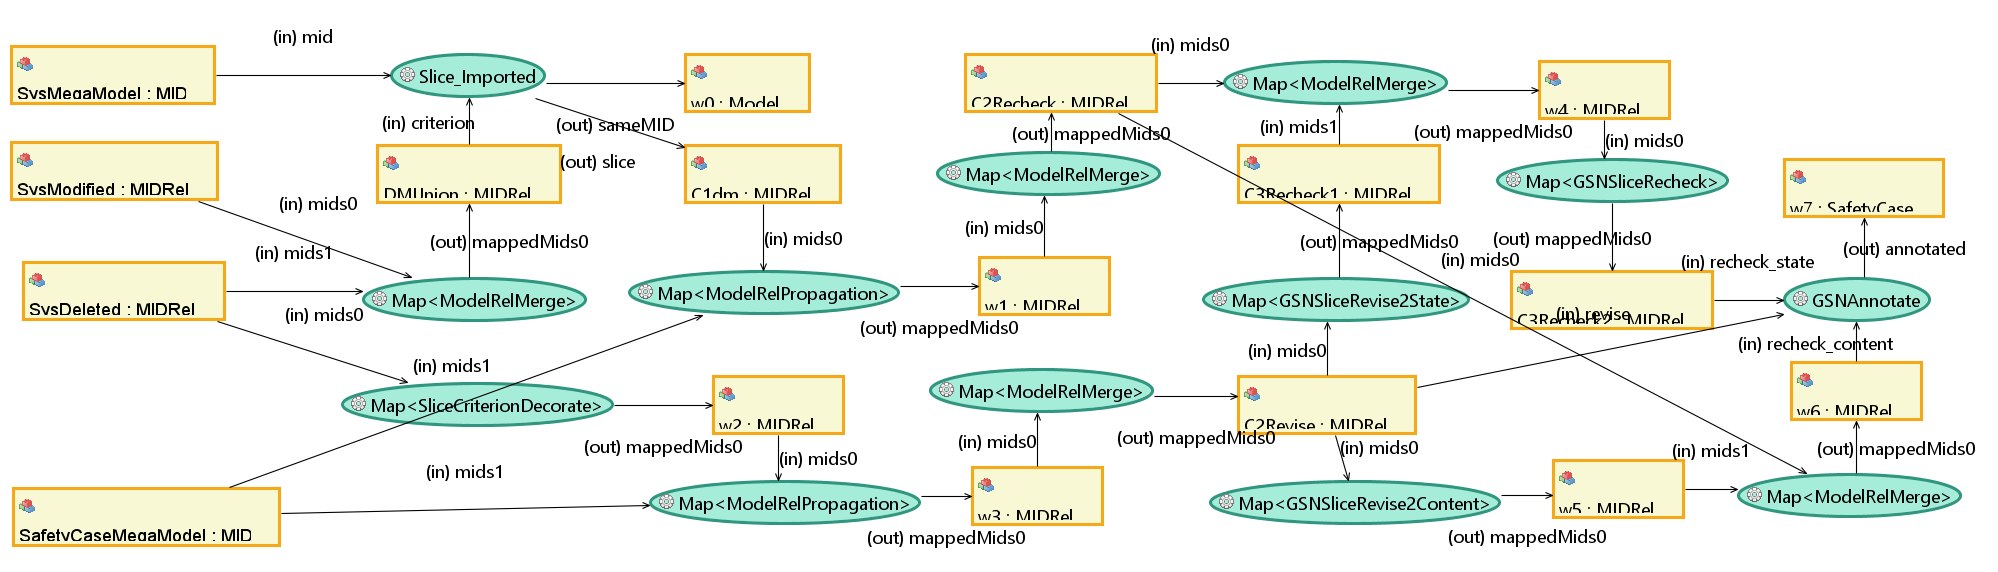 (in) mid
SysMegaModel : MID
Slice_Imported
w0 : Model
(in) criterion
(out) sameMID
(out) slice
SysModified : MIDRel
DMUnion : MIDRel
C1dm : MIDRel
(in) mids0
(in) mids1
(out) mappedMids0
(in) mids0
SysDeleted : MIDRel
Map<ModelRelMerge>
Map<ModelRelPropagation>
w1 : MIDRel
(in) mids0
(out) mappedMids0
(in) mids1
Map<SliceCriterionDecorate>
w2 : MIDRel
(out) mappedMids0
(in) mids0
(in) mids1
SafetyCaseMegaModel : MID
Map<ModelRelPropagation>
w3 : MIDRel
(out) mappedMids0
(in) mids0
C2Recheck : MIDRel
Map<ModelRelMerge>
w4 : MIDRel
(out) mappedMids0
(in) mids1
(out) mappedMids0
(in) mids0
Map<ModelRelMerge>
C3Recheck1 : MIDRel
Map<GSNSliceRecheck>
w7 : SafetyCase
(in) mids0
(out) mappedMids0
(in) mids0
(out) mappedMids0
(in) recheck_state
(out) annotated
Map<GSNSliceRevise2State>
C3Recheck2 : MIDRel
(in) revise
GSNAnnotate
(in) mids0
(in) recheck_content
Map<ModelRelMerge>
C2Revise : MIDRel
w6 : MIDRel
(in) mids0
(out) mappedMids0
(in) mids0
(in) mids1
(out) mappedMids0
Map<GSNSliceRevise2Content>
w5 : MIDRel
Map<ModelRelMerge>
(out) mappedMids0